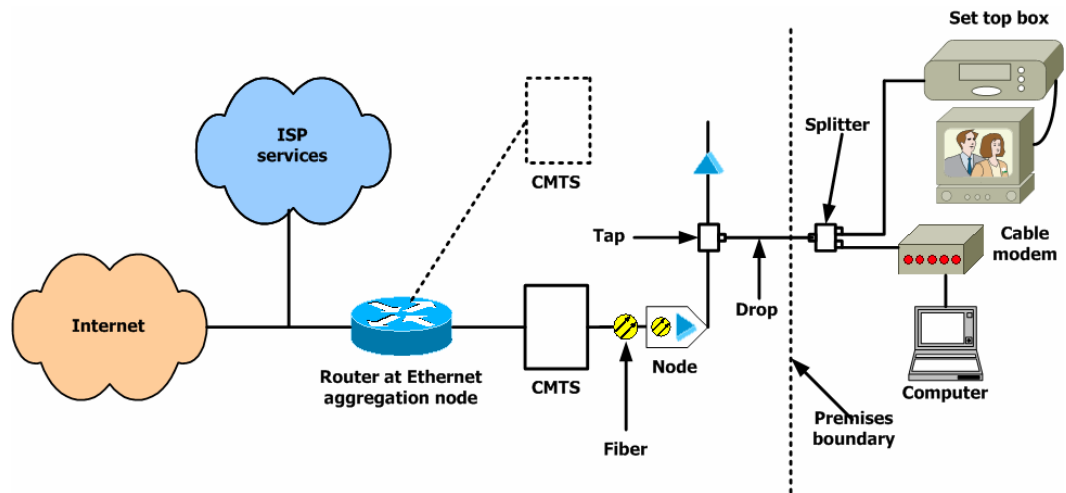 Set top box
ISP
services
Splitter
CMTS
Tap
Cable
modem
Drop
Internet
Router at Ethernet
aggregation node
CMTS
Node
Computer
Premises
boundary
Fiber